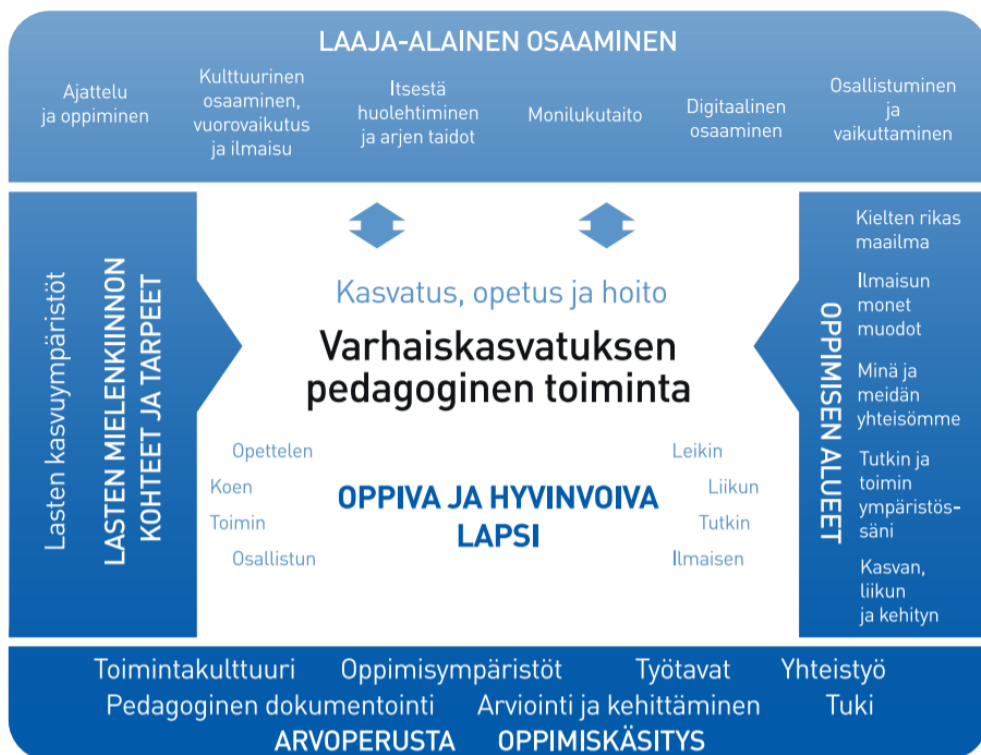 LAAJA-ALAINEN OSAAMINEN
Ajattelu
ja oppiminen
Kulttuurinen
osaaminen,
vuorovaikutus
ja ilmaisu
Itsestä
huolehtiminen
ja arjen taidot
Monilukutaito
Digitaalinen
osaaminen
Osallistuminen
ja
vaikuttaminen
Lasten kasvuympäristöt
LASTEN MIELENKIINNON
KOHTEET JA TARPEET
Kasvatus, opetus ja hoito
Varhaiskasvatuksen
pedagoginen toiminta
Opettelen
Koen
Toimin
Osallistun
OPPIVA JA HYVINVOIVA
LAPSI
Leikin
Liikun
Tutkin
Ilmaisen
OPPIMISEN ALUEET
Kielten rikas
maailma
Ilmaisun
monet
muodot
Minä ja
meidän
yhteisömme
Tutkin ja
toimin
ympäristös-
säni
Kasvan,
liikun
ja kehityn
Toimintakulttuuri Oppimisympäristöt Työtavat Yhteistyö
Pedagoginen dokumentointi Arviointi ja kehittäminen Tuki
ARVOPERUSTA OPPIMISKÄSITYS